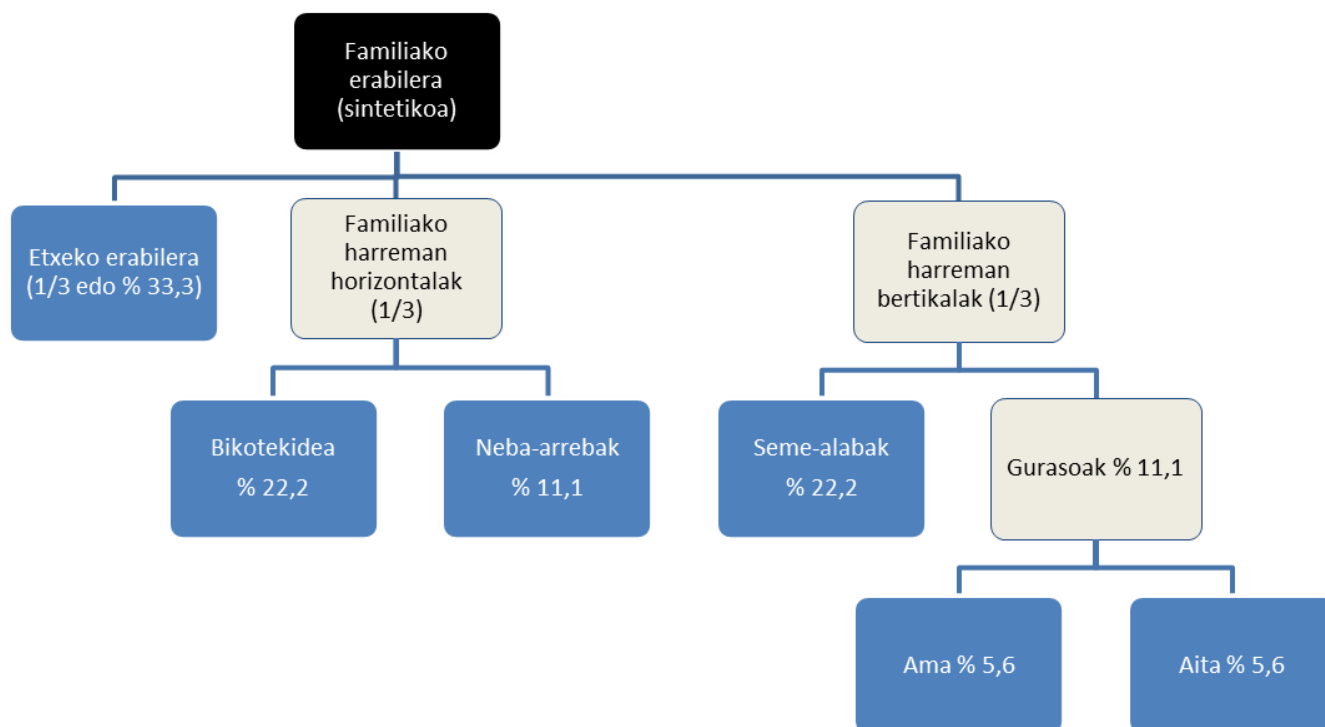 Familiako
erabilera
(sintetikoa)
Etxeko erabilera
(1/3 edo % 33,3)
Familiako
harreman
horizontalak
(1/3)
Familiako
harreman
bertikalak (1/3)
Bikotekidea
% 22,2
Neba-arrebak
% 11,1
Seme-alabak
% 22,2
Gurasoak % 11,1
Ama % 5,6
Aita % 5,6